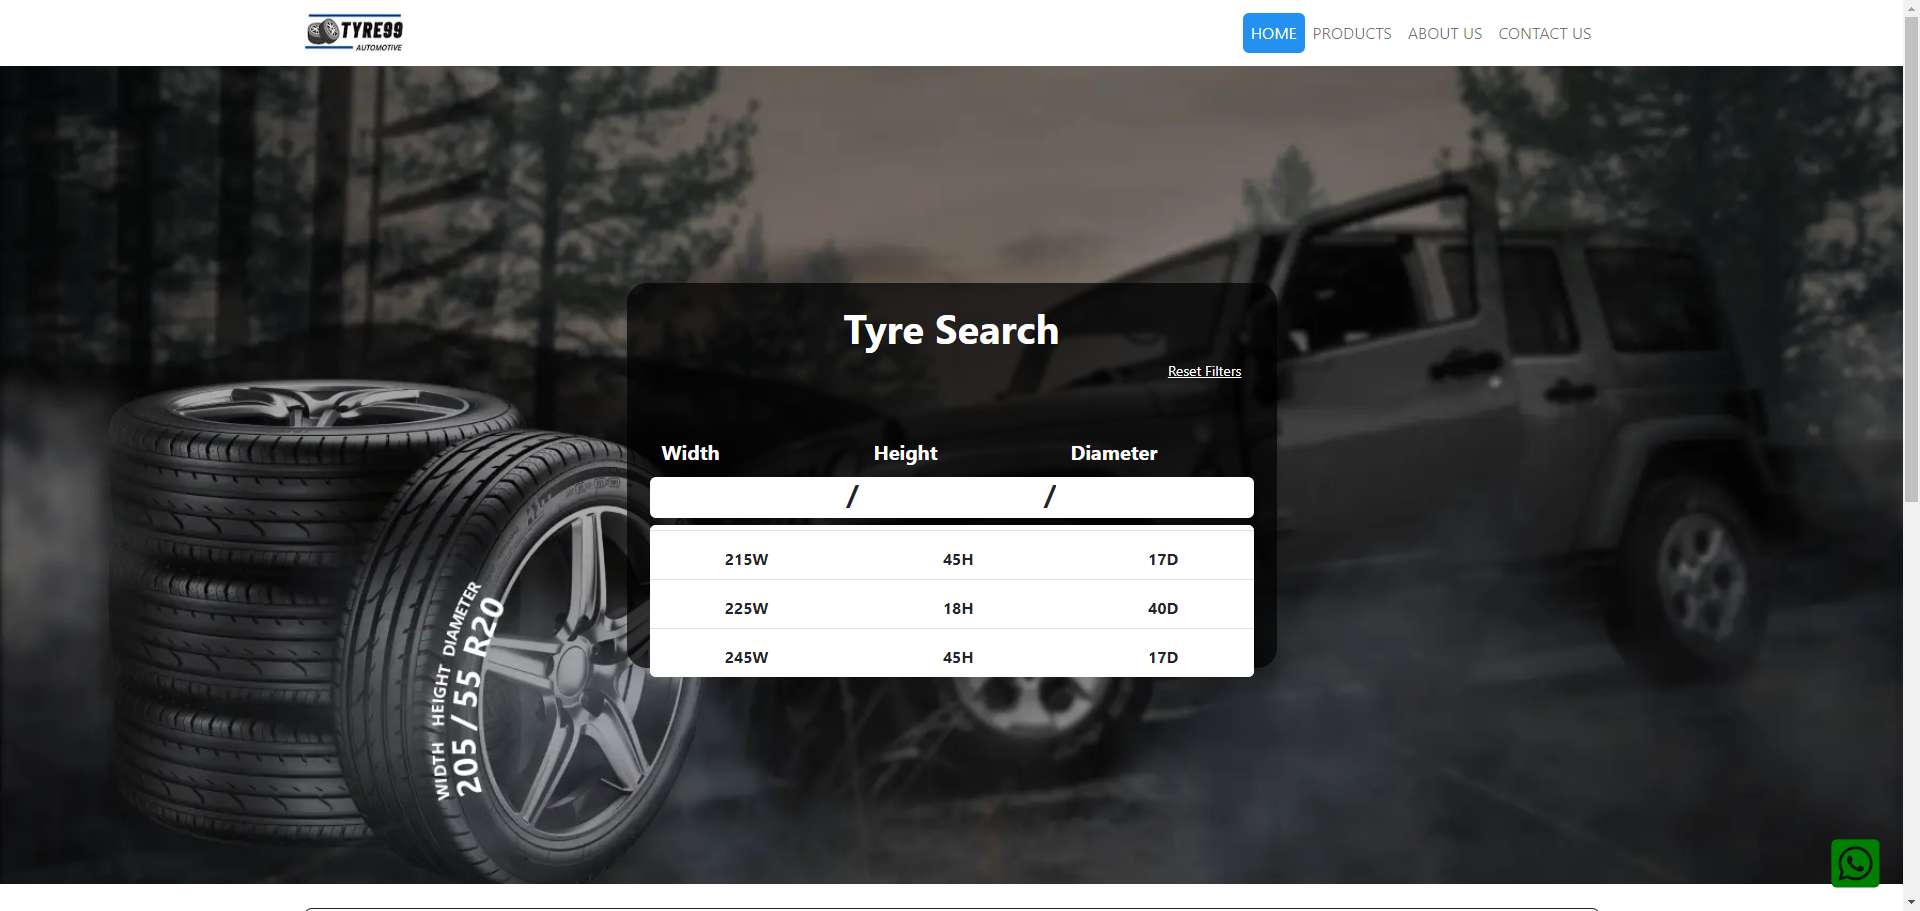 TYRE99
AUTOMOTIVE
HOME PRODUCTS ABOUT US CONTACT US
Tyre Search
Reset Filters
Width Height Diameter
/ /
215W 45H 17D
225W 18H 40D
245W 45H 17D
WIDTH HEIGHT DIAMETER
205/55 R20